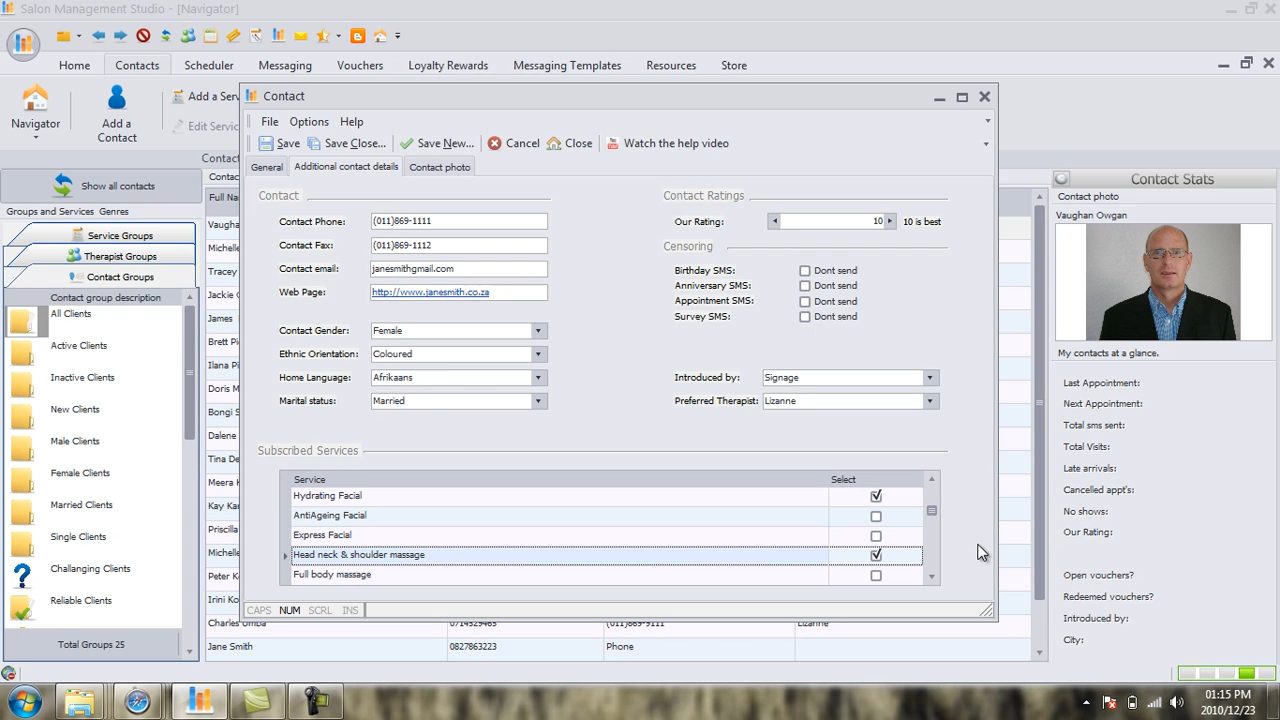 Salon Management Studio - [Navigator]
Home Contacts Scheduler Messaging Vouchers Loyalty Rewards Messaging Templates Resources Store
Navigator
Add a Contact
Add a Serv
Edit Servic
Contact
File Options Help
Save Save Close... Save New... Cancel Close Watch the help video
General Additional contact details Contact photo
Show all contacts
Groups and Services Genres
Service Groups
Therapist Groups
Contact Groups
Contact group description
All Clients
Active Clients
Inactive Clients
New Clients
Male Clients
Female Clients
Married Clients
Single Clients
Challanging Clients
Reliable Clients
Total Groups 25
Contac
Contac
Full Na
Vaugha
Michelle
Tracey
Jackie
James
Brett Pi
Ilana Pi
Doris M
Bongi S
Dalene
Tina De
Meera K
Kay Kar
Priscilla
Michelle
Peter K
Irini Ko
Charles Umba 0714529465 (011)869-9111 Lizanne
Jane Smith 0827863223 Phone
Contact
Contact Phone: (011)869-1111
Contact Fax: (011)869-1112
Contact email: janesmithgmail.com
Web Page: http://www.janesmith.co.za
Contact Gender: Female
Ethnic Orientation: Coloured
Home Language: Afrikaans
Marital status: Married
Contact Ratings
Our Rating: 10 10 is best
Censoring
Birthday SMS: Dont send
Anniversary SMS: Dont send
Appointment SMS: Dont send
Survey SMS: Dont send
Introduced by: Signage
Preferred Therapist: Lizanne
Subscribed Services
Service Select
Hydrating Facial
AntiAgeing Facial
Express Facial
Head neck & shoulder massage
Full body massage
CAPS NUM SCRL INS
Contact Stats
Contact photo
Vaughan Owgan
My contacts at a glance.
Last Appointment:
Next Appointment:
Total sms sent:
Total Visits:
Late arrivals:
Cancelled appt's:
No shows:
Our Rating:
Open vouchers?
Redeemed vouchers?
Introduced by:
City:
01:15 PM
2010/12/23